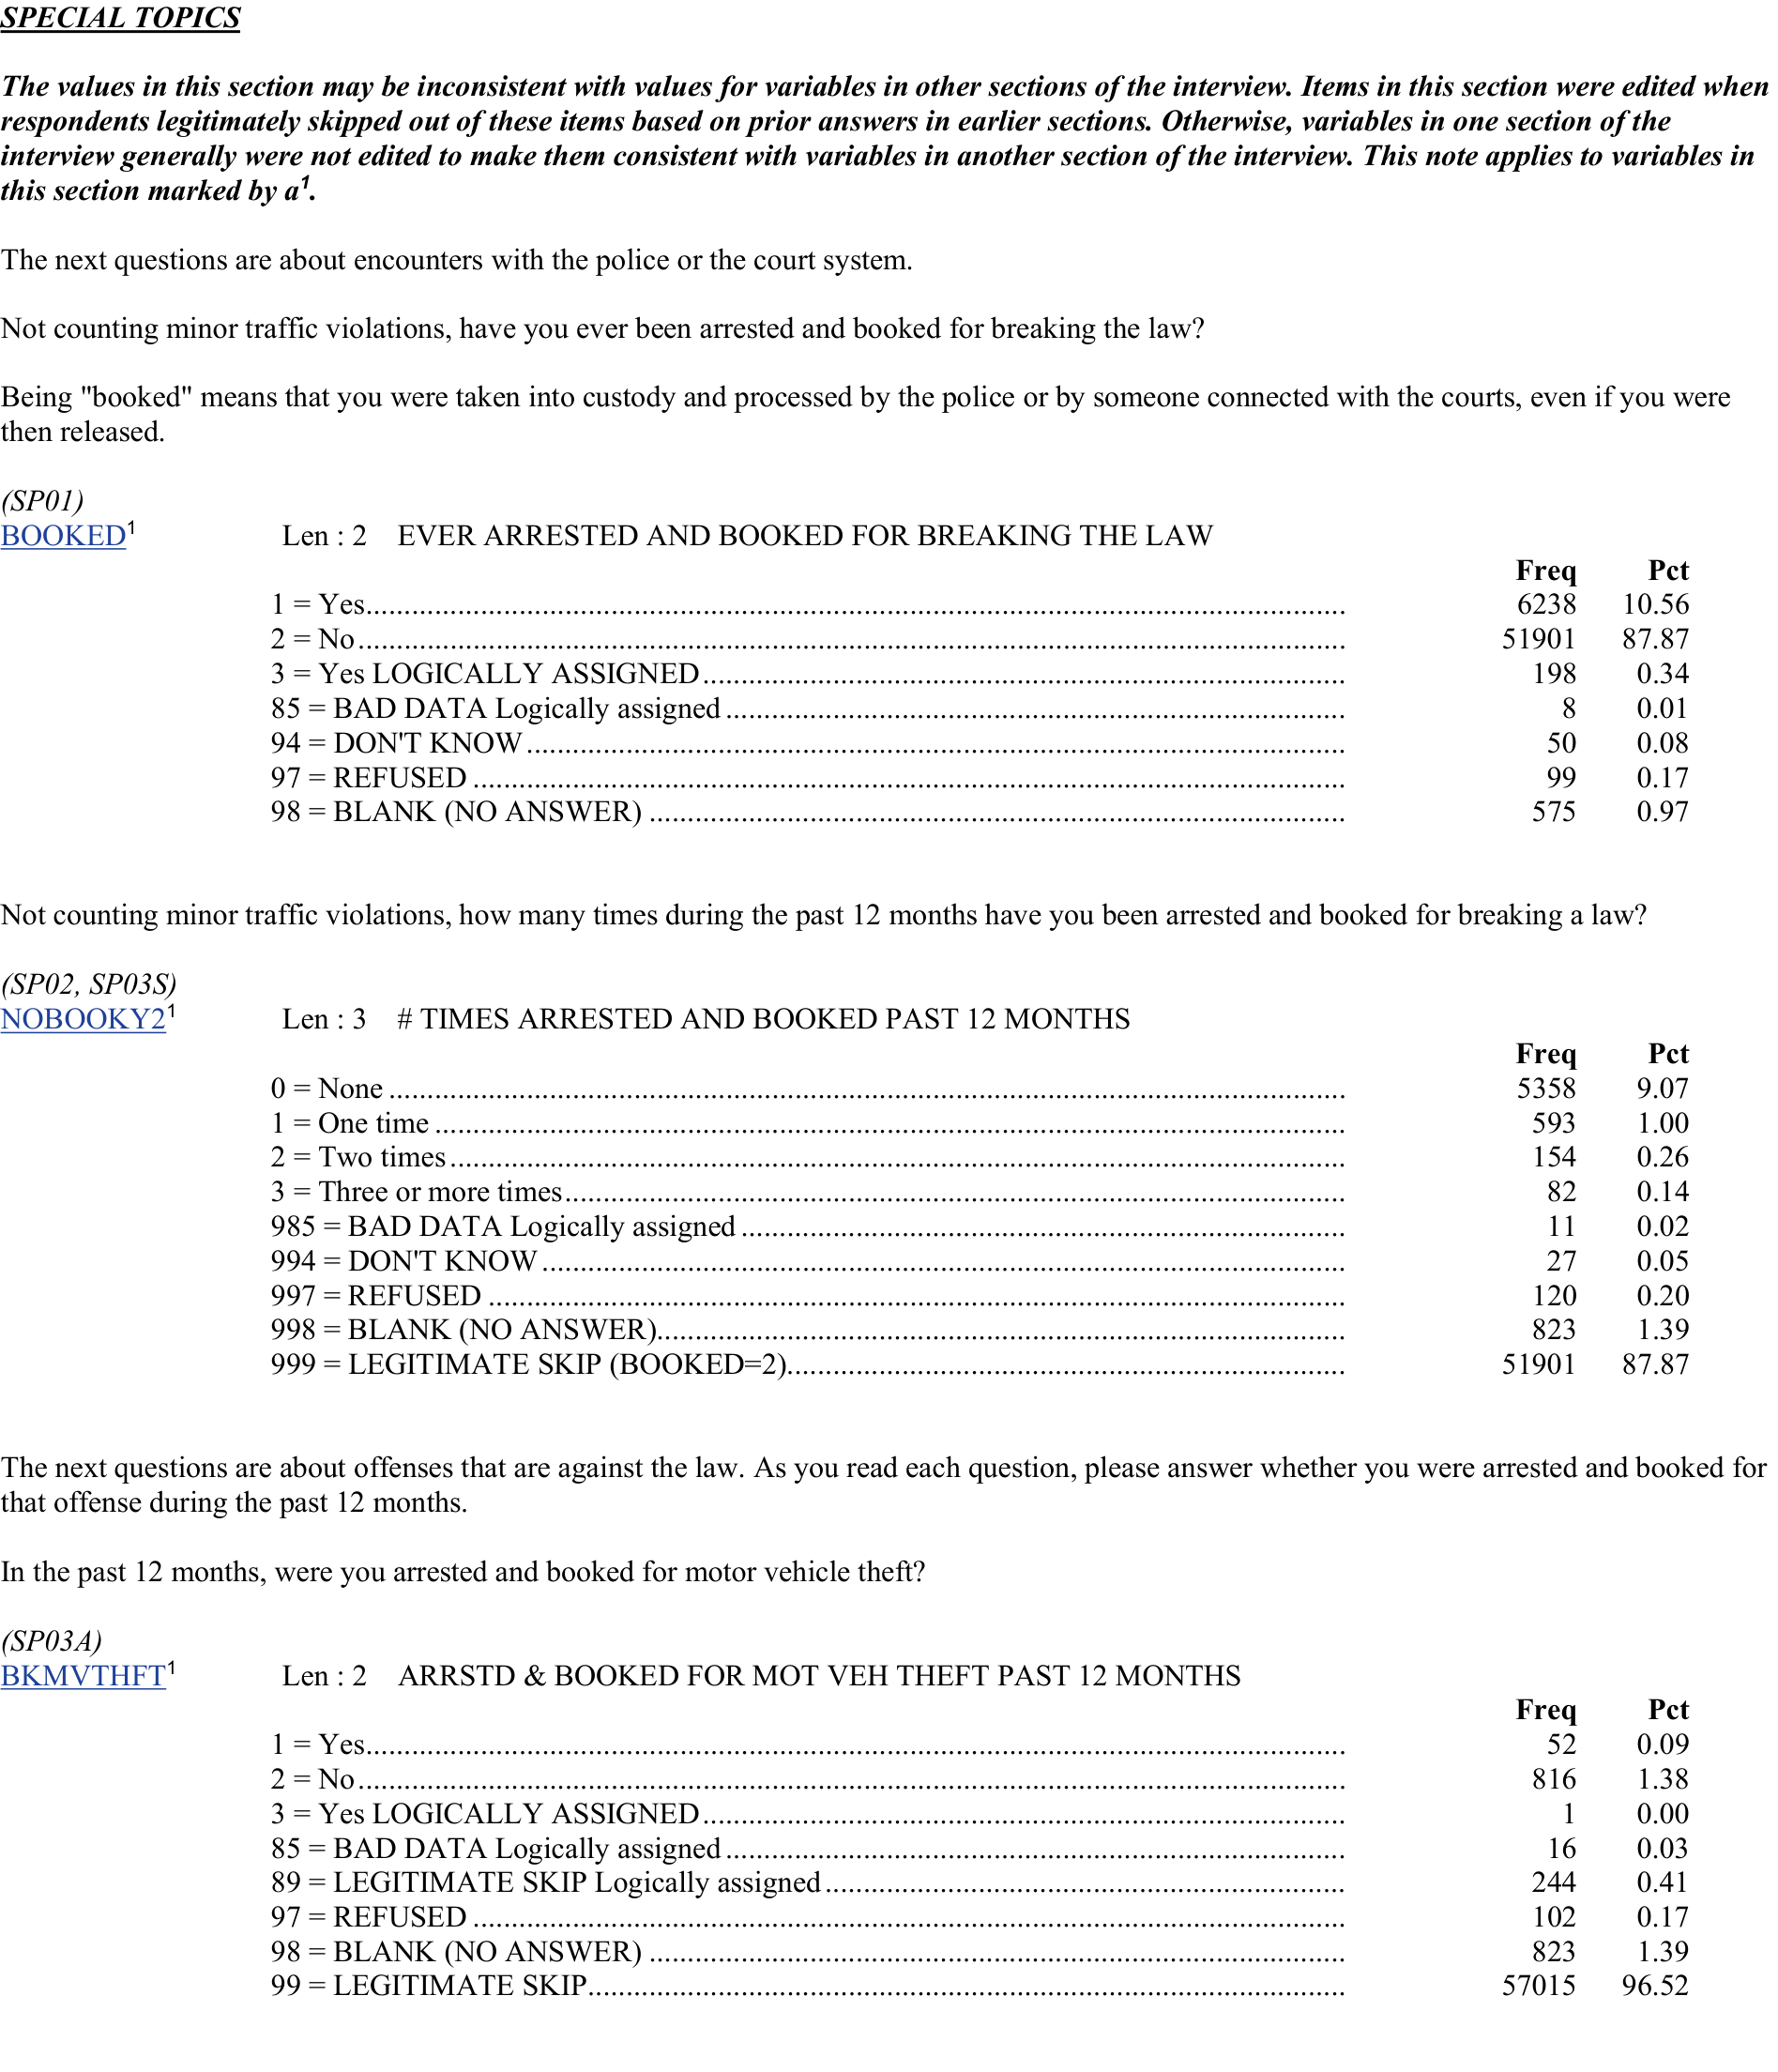 SPECIAL TOPICS
The values in this section may be inconsistent with values for variables in other sections of the interview. Items in this section were edited when
respondents legitimately skipped out of these items based on prior answers in earlier sections. Otherwise, variables in one section of the
interview generally were not edited to make them consistent with variables in another section of the interview. This note applies to variables in
this section marked by a¹.
The next questions are about encounters with the police or the court system.
Not counting minor traffic violations, have you ever been arrested and booked for breaking the law?
Being "booked" means that you were taken into custody and processed by the police or by someone connected with the courts, even if you were
then released.
(SP01)
BOOKED¹ Len : 2 EVER ARRESTED AND BOOKED FOR BREAKING THE LAW
Freq Pct
1 = Yes 6238 10.56
2 = No 51901 87.87
3 = Yes LOGICALLY ASSIGNED 198 0.34
85 = BAD DATA Logically assigned 8 0.01
94 = DON'T KNOW 50 0.08
97 = REFUSED 99 0.17
98 = BLANK (NO ANSWER) 575 0.97
Not counting minor traffic violations, how many times during the past 12 months have you been arrested and booked for breaking a law?
(SP02, SP03S)
NOBOOKY2¹ Len : 3 # TIMES ARRESTED AND BOOKED PAST 12 MONTHS
Freq Pct
0 = None 5358 9.07
1 = One time 593 1.00
2 = Two times 154 0.26
3 = Three or more times 82 0.14
985 = BAD DATA Logically assigned 11 0.02
994 = DON'T KNOW 27 0.05
997 = REFUSED 120 0.20
998 = BLANK (NO ANSWER) 823 1.39
999 = LEGITIMATE SKIP (BOOKED=2) 51901 87.87
The next questions are about offenses that are against the law. As you read each question, please answer whether you were arrested and booked for
that offense during the past 12 months.
In the past 12 months, were you arrested and booked for motor vehicle theft?
(SP03A)
BKMVTHFT¹ Len : 2 ARRSTD & BOOKED FOR MOT VEH THEFT PAST 12 MONTHS
Freq Pct
1 = Yes 52 0.09
2 = No 816 1.38
3 = Yes LOGICALLY ASSIGNED 1 0.00
85 = BAD DATA Logically assigned 16 0.03
89 = LEGITIMATE SKIP Logically assigned 244 0.41
97 = REFUSED 102 0.17
98 = BLANK (NO ANSWER) 823 1.39
99 = LEGITIMATE SKIP 57015 96.52